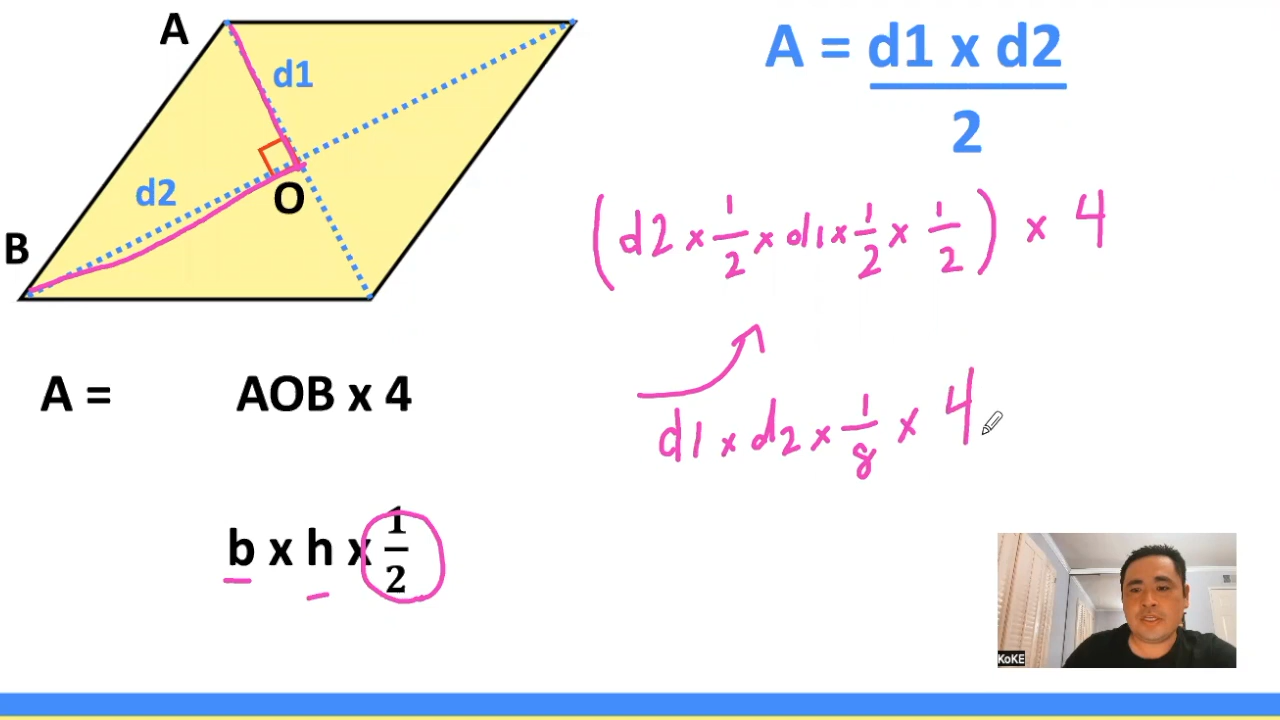 A
d1
d2
O
B
A = d1 x d2
2
(d2 × 1/2 × d1 × 1/2 × 1/2) × 4
A = AOB x 4
d1 × d2 × 1/8 × 4
b x h x 1/2
KoKE